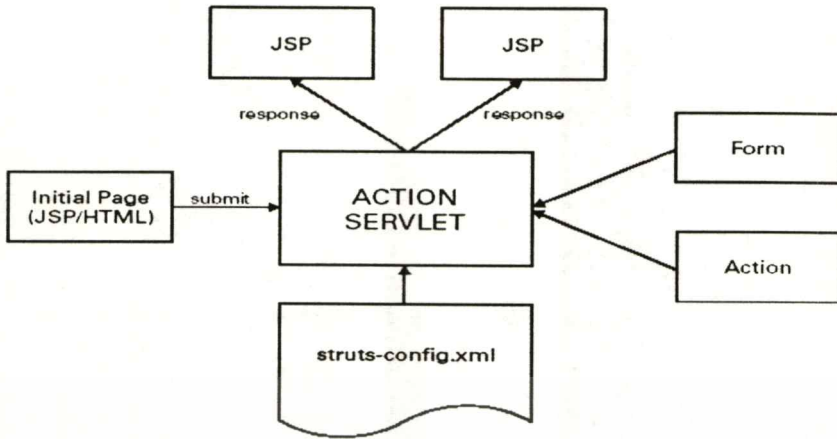 JSP
JSP
response
response
Form
Initial Page
(JSP/HTML)
submit
ACTION
SERVLET
Action
struts-config.xml